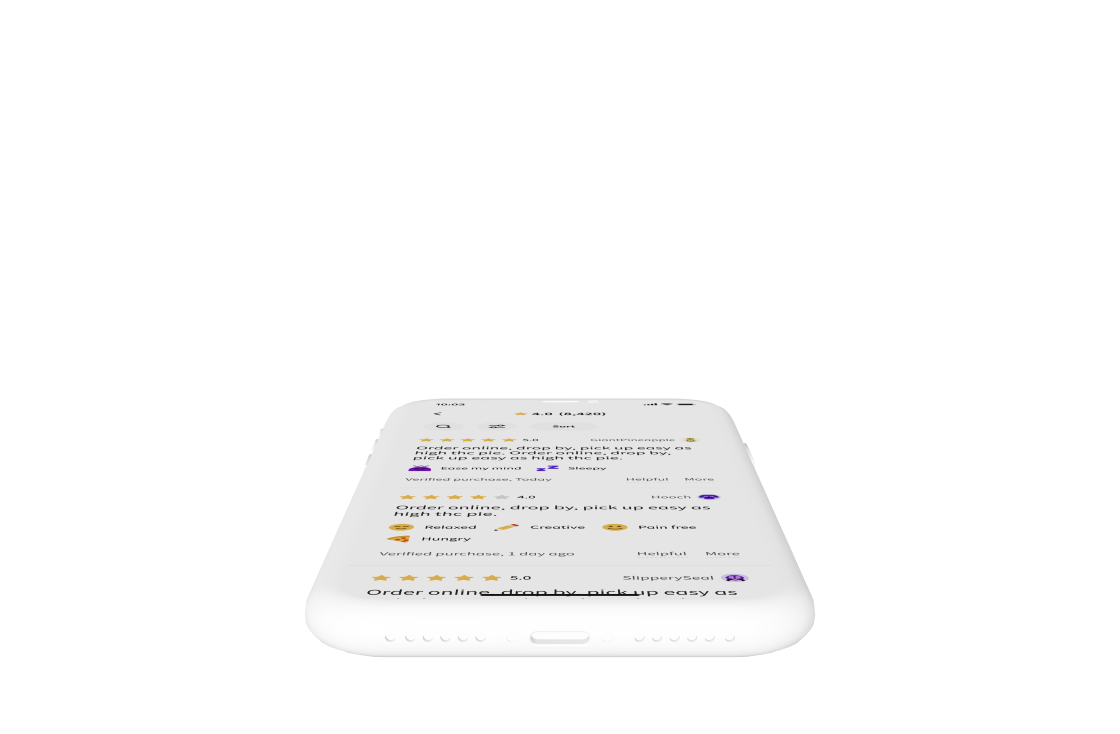 10:03
< 4.0 (6,420)
Sort
5.0 GiantPineapple
Order online, drop by, pick up easy as
high thc pie. Order online, drop by,
pick up easy as high thc pie.
Ease my mind Sleepy
Verified purchase, Today Helpful More
4.0 Hooch
Order online, drop by, pick up easy as
high thc pie.
Relaxed Creative Pain free
Hungry
Verified purchase, 1 day ago Helpful More
5.0 SlipperySeal
Order online, drop by, pick up easy as